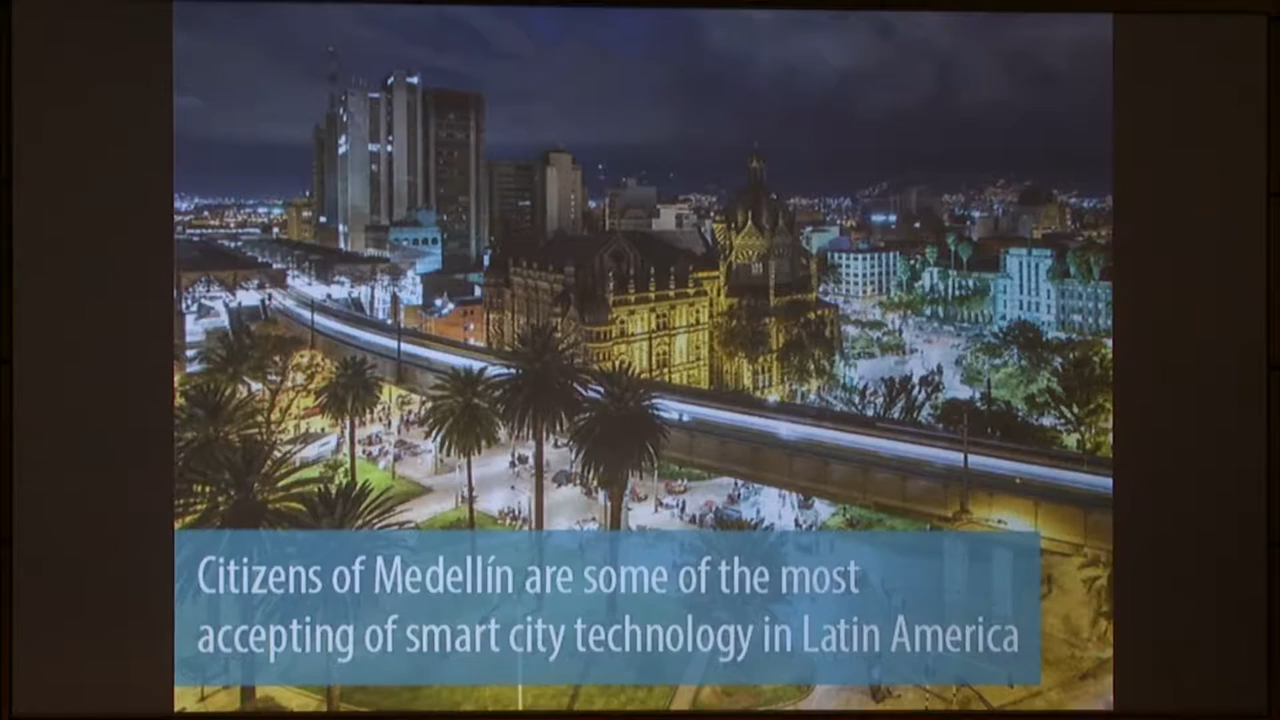 Citizens of Medellín are some of the most
accepting of smart city technology in Latin America